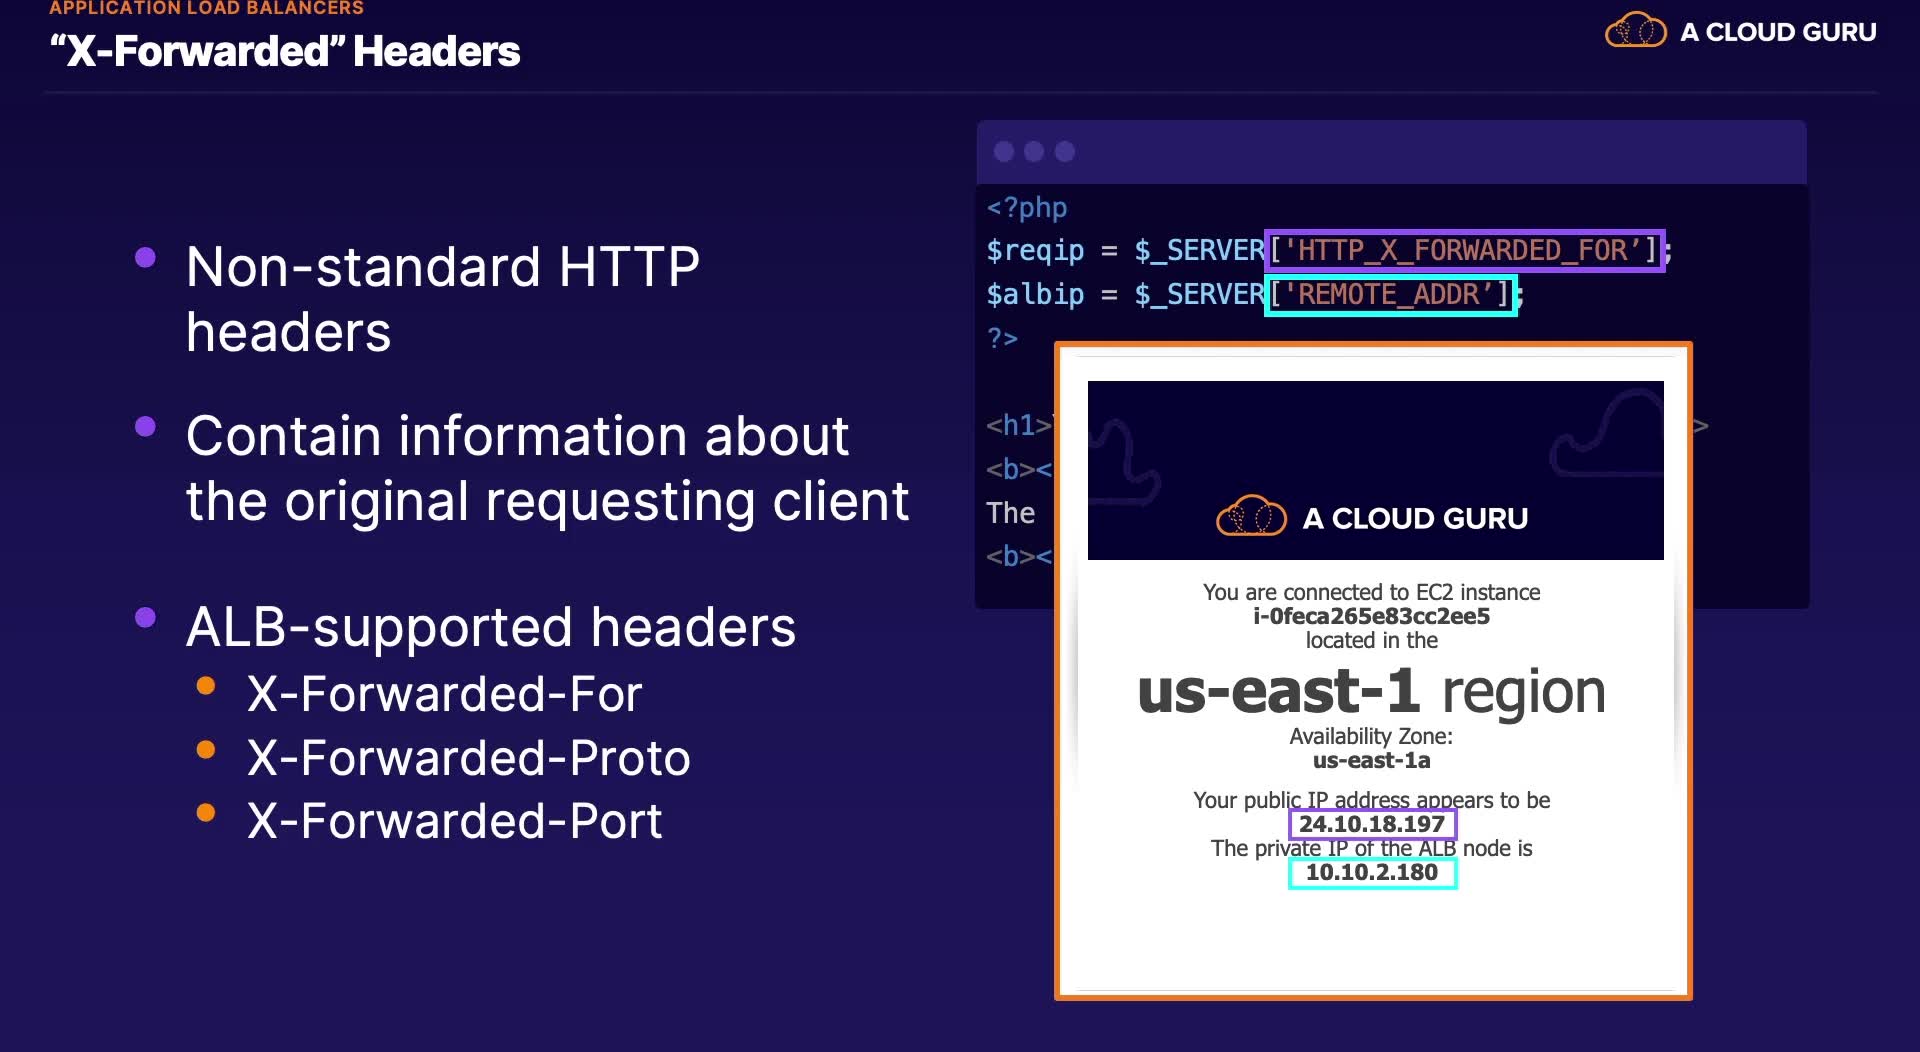 APPLICATION LOAD BALANCERS
“X-Forwarded” Headers
A CLOUD GURU
Non-standard HTTP
headers
Contain information about
the original requesting client
ALB-supported headers
X-Forwarded-For
X-Forwarded-Proto
X-Forwarded-Port
<?php
$reqip = $_SERVER['HTTP_X_FORWARDED_FOR’];
$albip = $_SERVER['REMOTE_ADDR’];
?>
<h1> >
<b><
The
<b><
A CLOUD GURU
You are connected to EC2 instance
i-0feca265e83cc2ee5
located in the
us-east-1 region
Availability Zone:
us-east-1a
Your public IP address appears to be
24.10.18.197
The private IP of the ALB node is
10.10.2.180